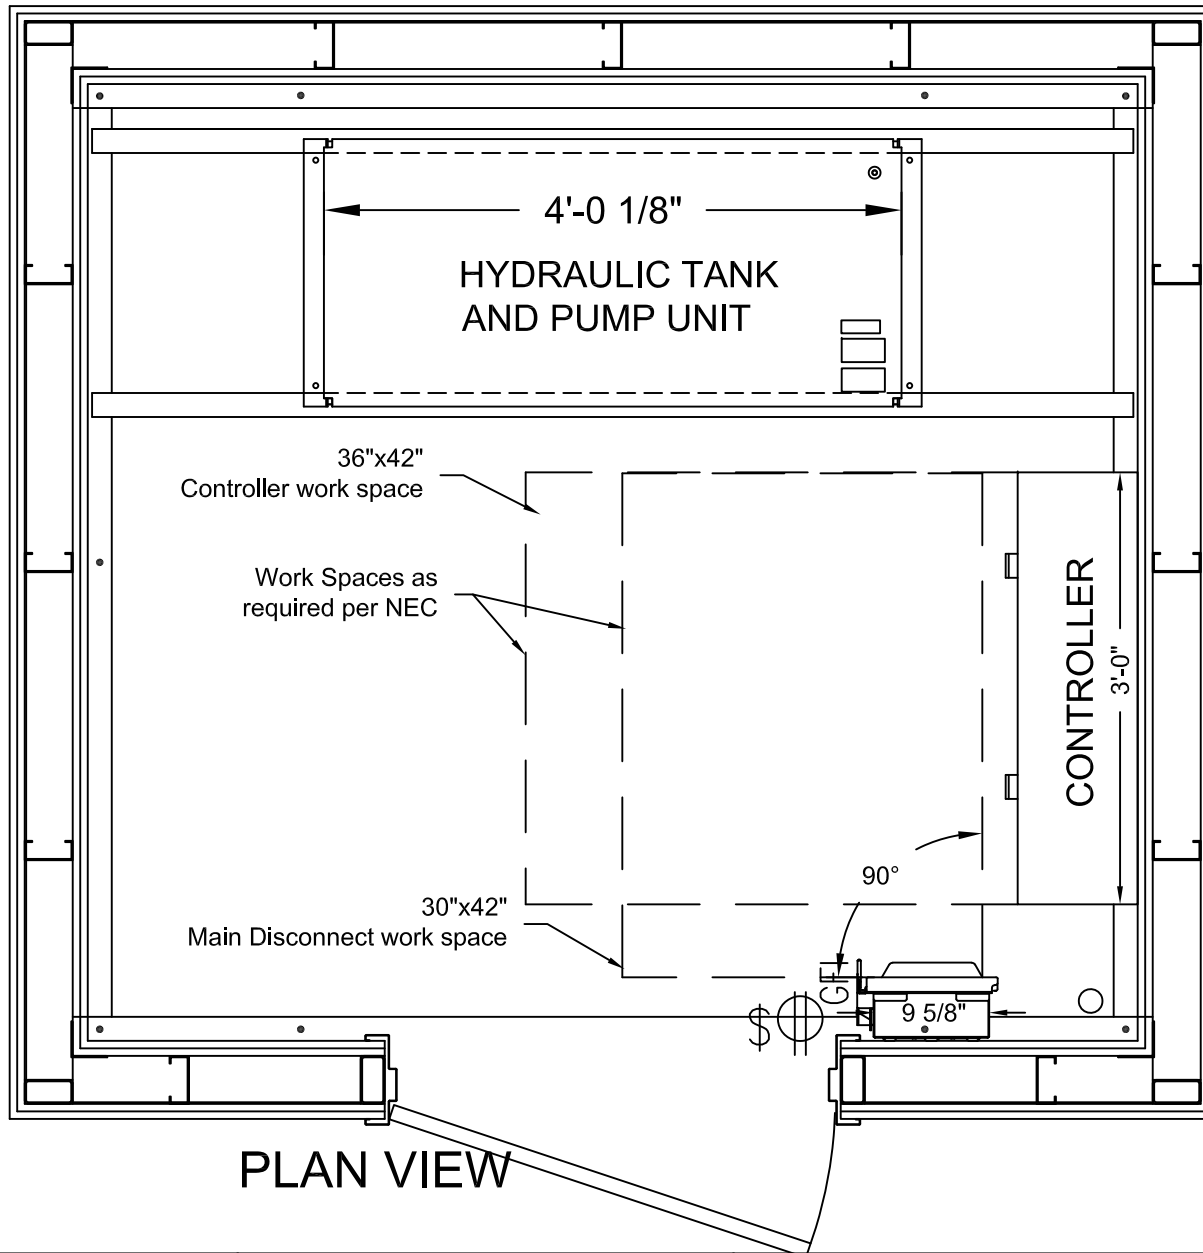 4'-0 1/8"
HYDRAULIC TANK
AND PUMP UNIT
36"x42"
Controller work space
Work Spaces as
required per NEC
CONTROLLER
3'-0"
90°
30"x42"
Main Disconnect work space
GFI
$
9 5/8"
PLAN VIEW